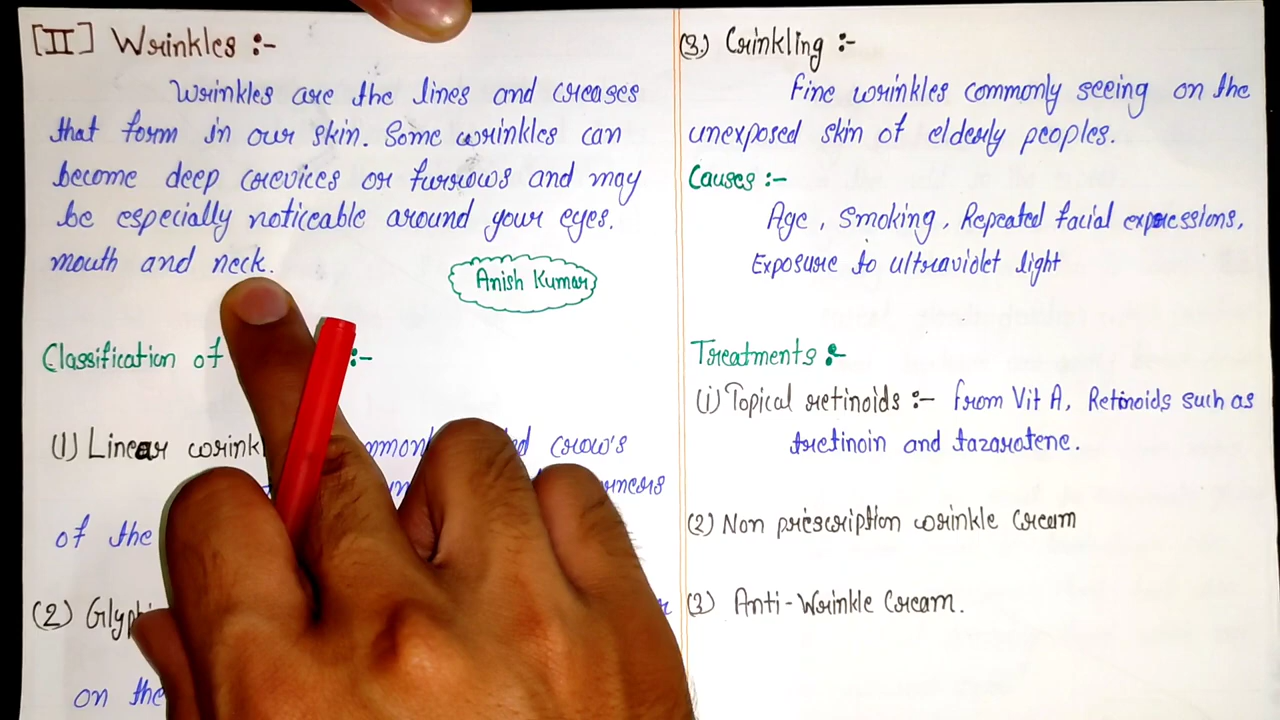 [II] Wrinkles :-
Wrinkles are the lines and creases
that form in our skin. Some wrinkles can
become deep crevices or furrows and may
be especially noticeable around your eyes.
mouth and neck.
Anish Kumar
Classification of :-
(1) Linear crow's
of the
(2)
on the
(3.) Crinkling :-
Fine wrinkles commonly seeing on the
unexposed skin of elderly peoples.
Causes :-
Age, Smoking, Repeated facial expressions,
Exposure to ultraviolet light
Treatments :-
(i) Topical retinoids :- from Vit A, Retinoids such as
tretinoin and tazarotene.
(2) Non prescription wrinkle cream
(3) Anti-Wrinkle Cream.